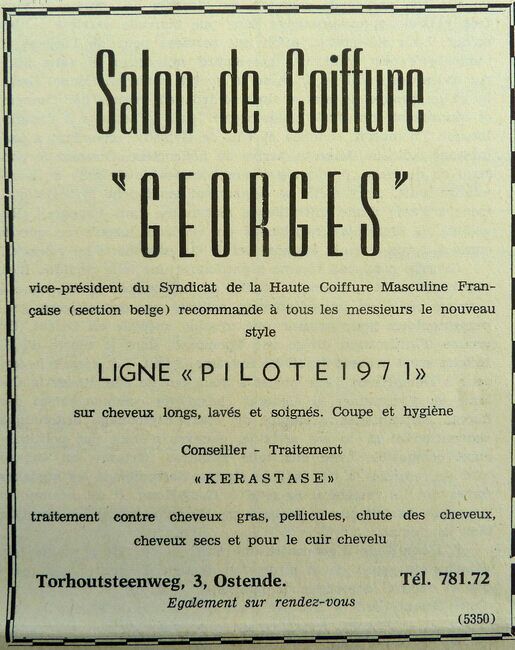 Salon de Coiffure
"GEORGES"
vice-président du Syndicat de la Haute Coiffure Masculine Fran-
çaise (section belge) recommande à tous les messieurs le nouveau
style
LIGNE « PILOTE 1971 »
sur cheveux longs, lavés et soignés. Coupe et hygiène
Conseiller - Traitement
« KERASTASE »
traitement contre cheveux gras, pellicules, chute des cheveux,
cheveux secs et pour le cuir chevelu
Torhoutsteenweg, 3, Ostende. Tél. 781.72
Egalement sur rendez-vous
(5350)